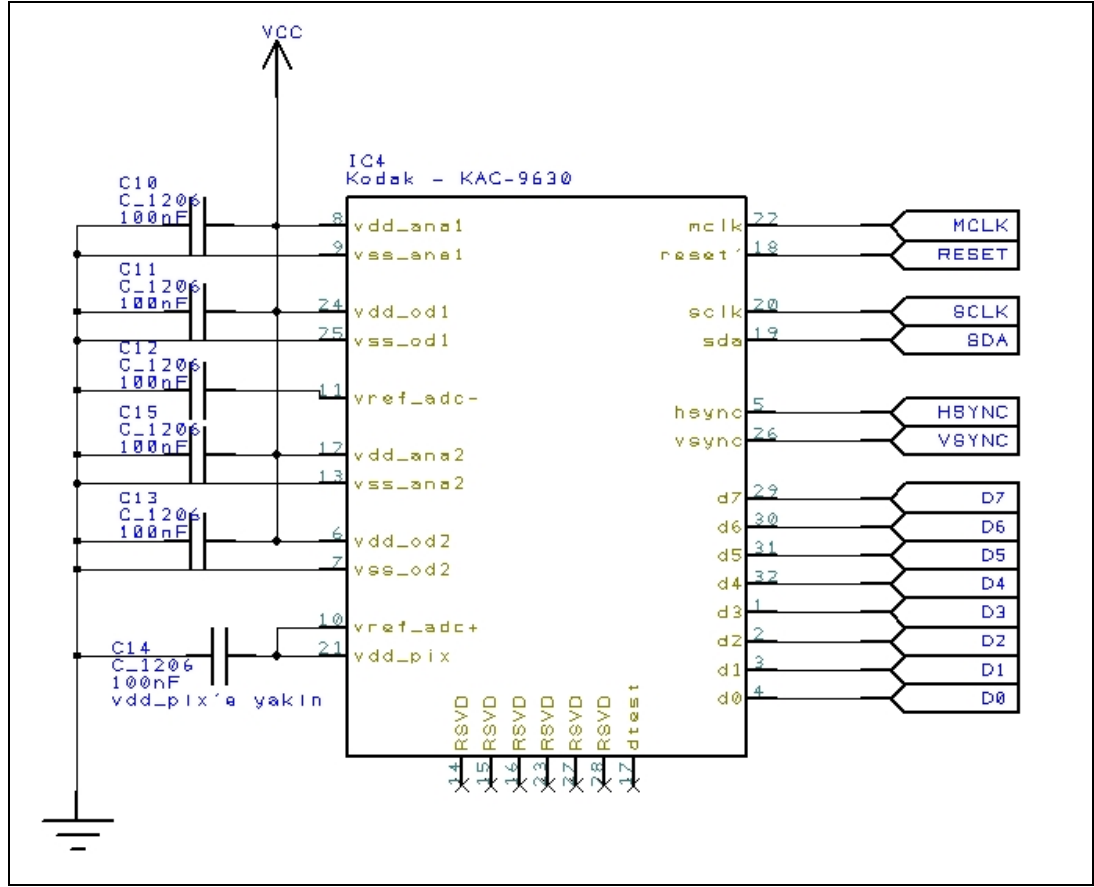 VCC
IC4
Kodak - KAC-9630
C10
C_1206
100nF
8 vdd_ana1
9 vss_ana1
C11
C_1206
100nF
24 vdd_od1
25 vss_od1
C12
C_1206
100nF
11 vref_adc-
C15
C_1206
100nF
12 vdd_ana2
13 vss_ana2
C13
C_1206
100nF
6 vdd_od2
7 vss_od2
10 vref_adc+
21 vdd_pix
C14
C_1206
100nF
vdd_pix'e yakin
mclk 22 MCLK
reset' 18 RESET
sclk 20 SCLK
sda 19 SDA
hsync 5 HSYNC
vsync 26 VSYNC
d7 29 D7
d6 30 D6
d5 31 D5
d4 32 D4
d3 1 D3
d2 2 D2
d1 3 D1
d0 4 D0
RSVD RSVD RSVD RSVD RSVD RSVD dtest
14 15 16 23 27 28 17